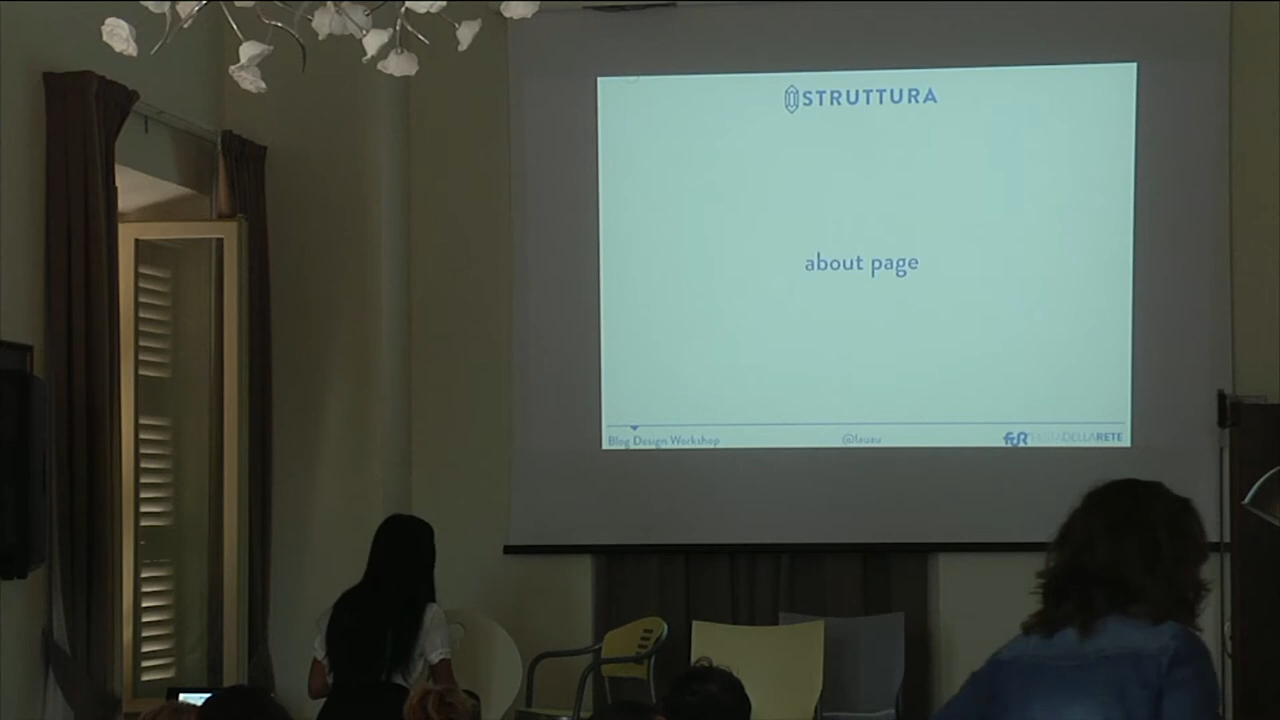 STRUTTURA
about page
Blog Design Workshop
@lauau
FESTADELLARETE